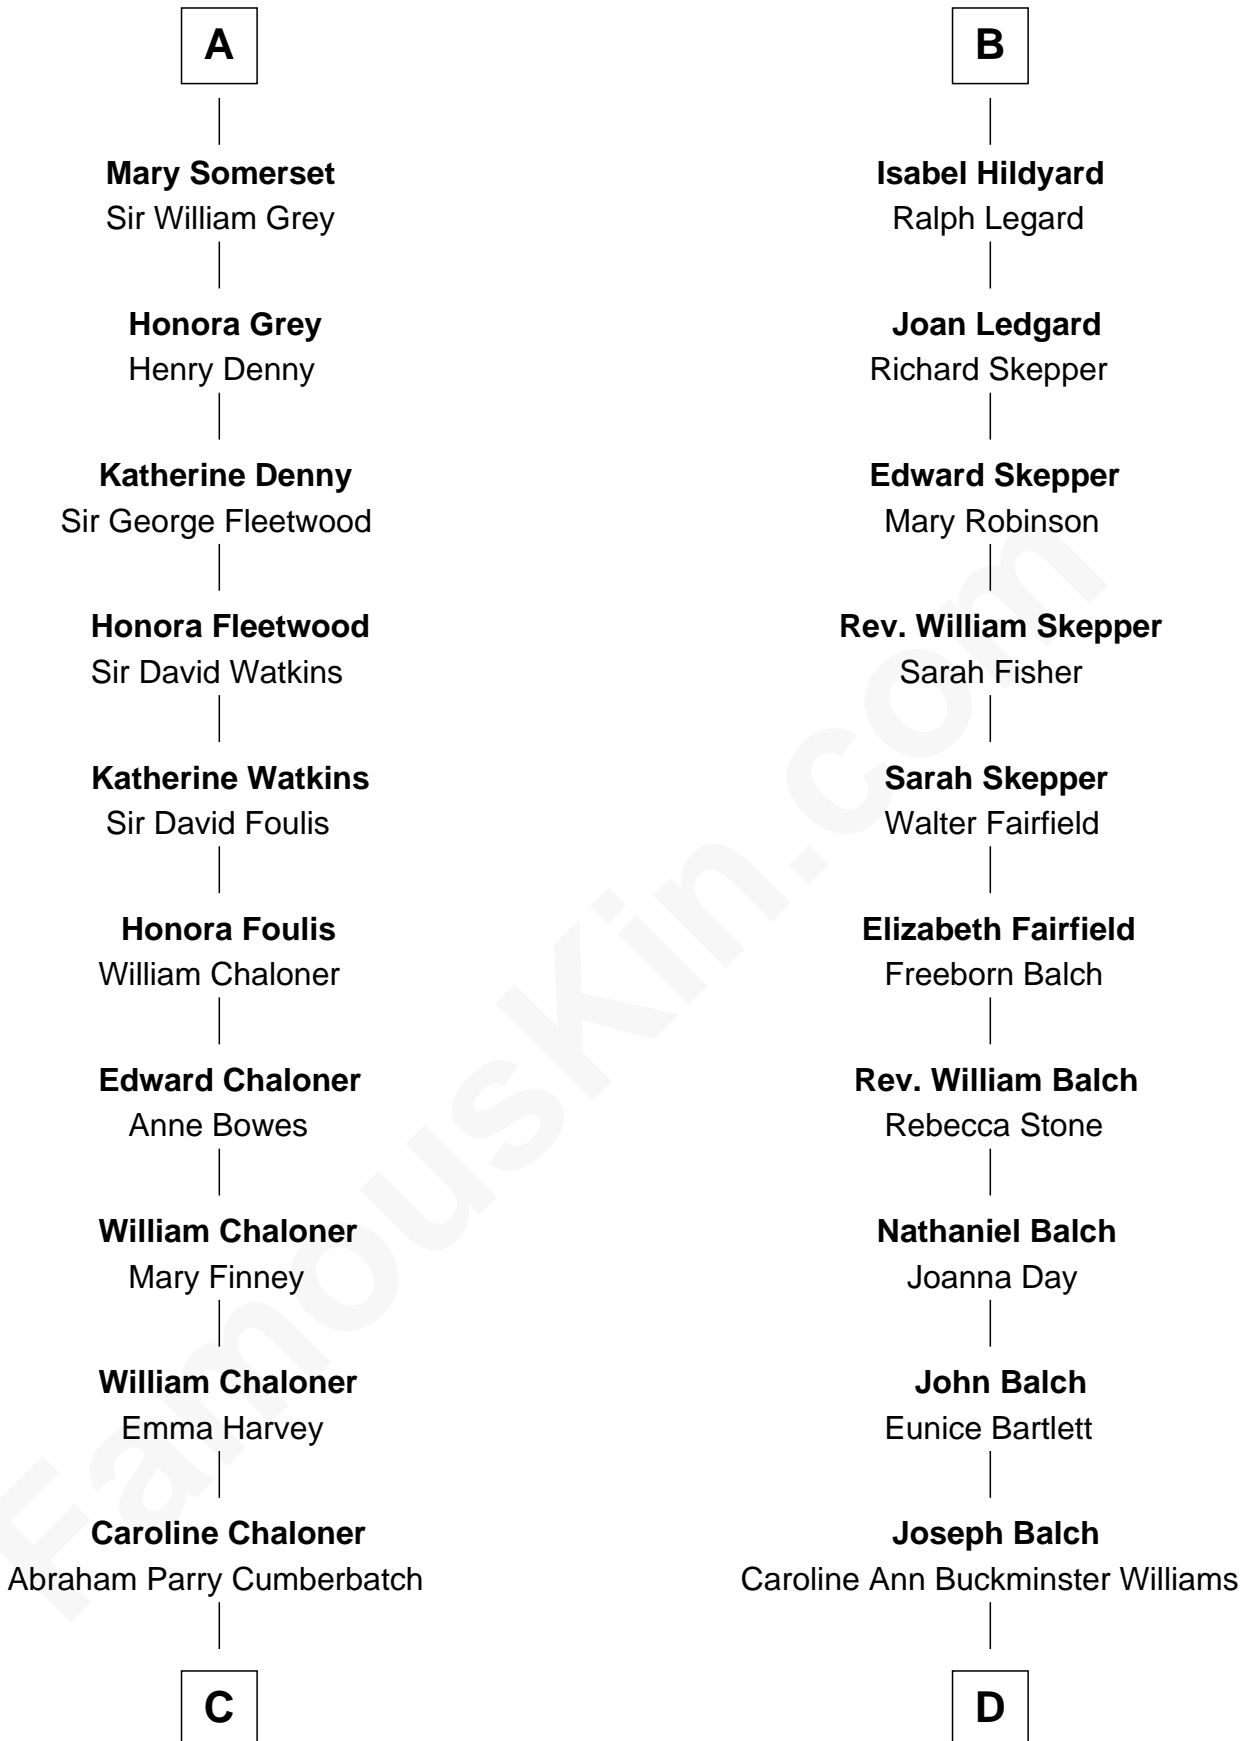 A
Mary Somerset
Sir William Grey
Honora Grey
Henry Denny
Katherine Denny
Sir George Fleetwood
Honora Fleetwood
Sir David Watkins
Katherine Watkins
Sir David Foulis
Honora Foulis
William Chaloner
Edward Chaloner
Anne Bowes
William Chaloner
Mary Finney
William Chaloner
Emma Harvey
Caroline Chaloner
Abraham Parry Cumberbatch
C
B
Isabel Hildyard
Ralph Legard
Joan Ledgard
Richard Skepper
Edward Skepper
Mary Robinson
Rev. William Skepper
Sarah Fisher
Sarah Skepper
Walter Fairfield
Elizabeth Fairfield
Freeborn Balch
Rev. William Balch
Rebecca Stone
Nathaniel Balch
Joanna Day
John Balch
Eunice Bartlett
Joseph Balch
Caroline Ann Buckminster Williams
D
FamousKin.com